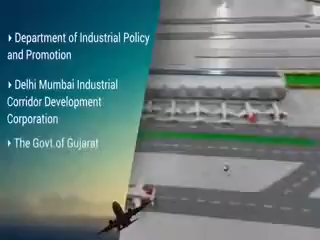 Department of Industrial Policy
and Promotion
Delhi Mumbai Industrial
Corridor Development
Corporation
The Govt.of Gujarat